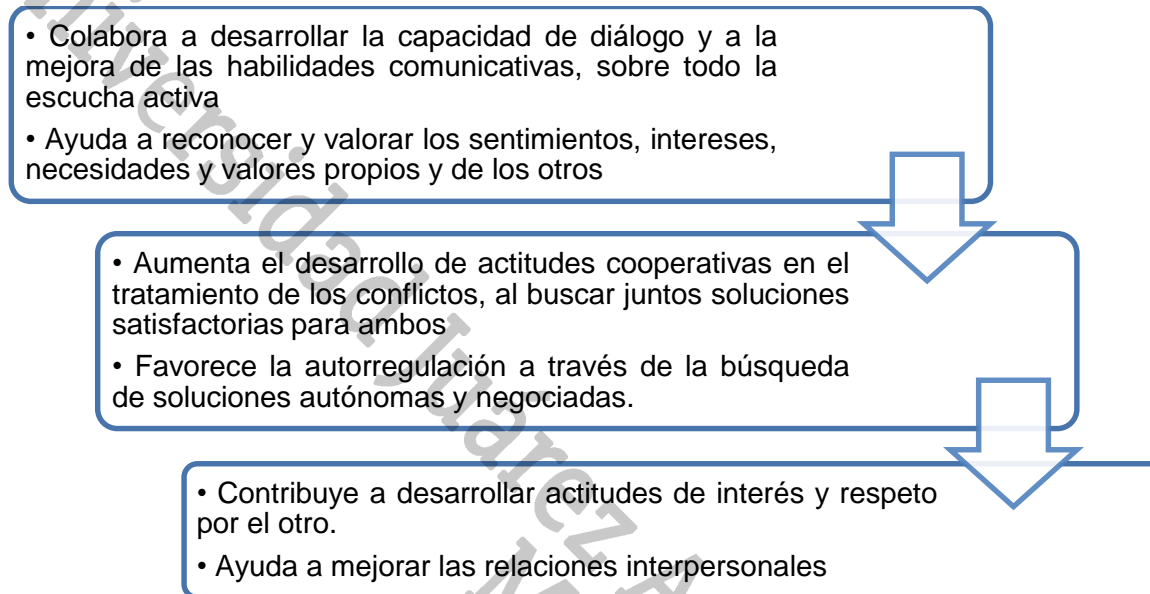 • Colabora a desarrollar la capacidad de diálogo y a la
mejora de las habilidades comunicativas, sobre todo la
escucha activa
• Ayuda a reconocer y valorar los sentimientos, intereses,
necesidades y valores propios y de los otros
• Aumenta el desarrollo de actitudes cooperativas en el
tratamiento de los conflictos, al buscar juntos soluciones
satisfactorias para ambos
• Favorece la autorregulación a través de la búsqueda
de soluciones autónomas y negociadas.
• Contribuye a desarrollar actitudes de interés y respeto
por el otro.
• Ayuda a mejorar las relaciones interpersonales
Universidad Juárez A